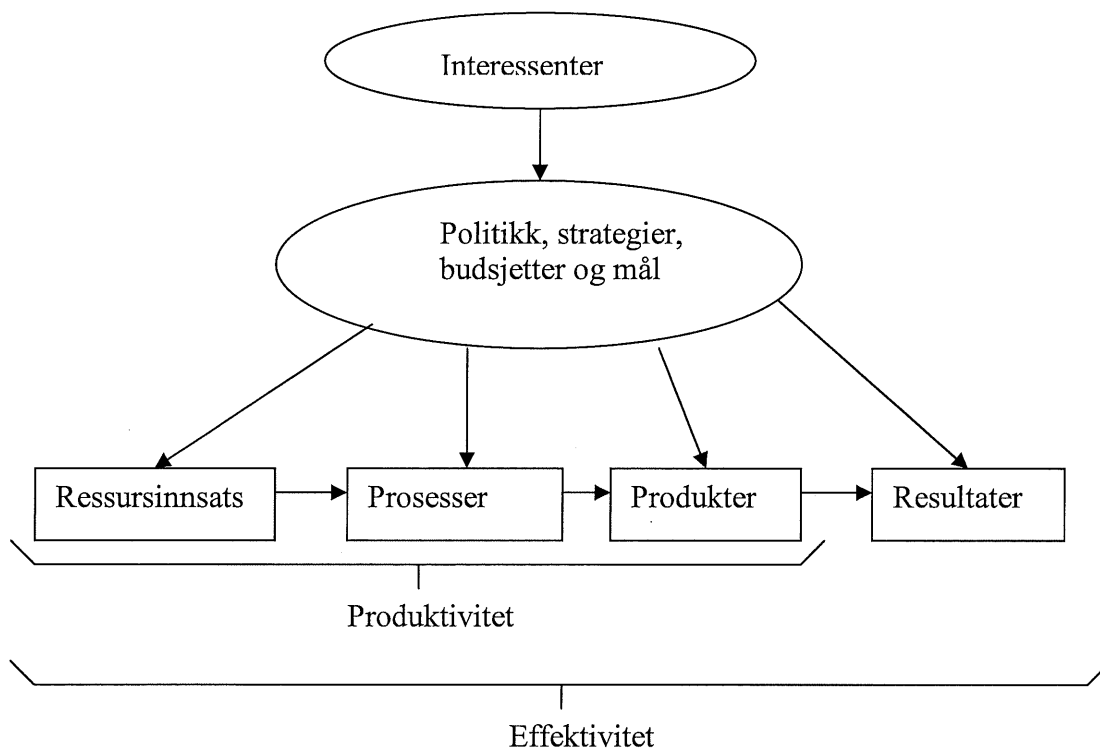 Interessenter
Politikk, strategier,
budsjetter og mål
Ressursinnsats
Prosesser
Produkter
Resultater
Produktivitet
Effektivitet